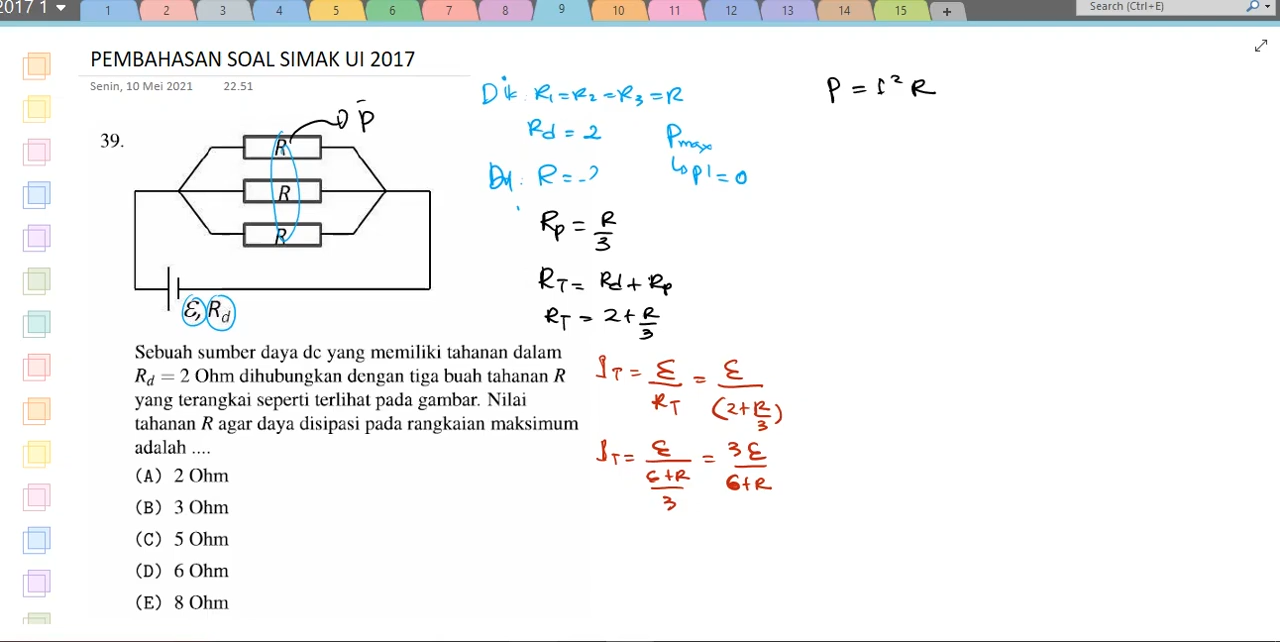 2017 1
1 2 3 4 5 6 7 8 9 10 11 12 13 14 15 +
Search (Ctrl+E)
PEMBAHASAN SOAL SIMAK UI 2017
Senin, 10 Mei 2021 22.51
39.
P
R
R
R
ℰ, Rd
Sebuah sumber daya dc yang memiliki tahanan dalam
Rd = 2 Ohm dihubungkan dengan tiga buah tahanan R
yang terangkai seperti terlihat pada gambar. Nilai
tahanan R agar daya disipasi pada rangkaian maksimum
adalah ....
(A) 2 Ohm
(B) 3 Ohm
(C) 5 Ohm
(D) 6 Ohm
(E) 8 Ohm
Dik. R1 = R2 = R3 = R
Rd = 2
Pmax
↳ P' = 0
R = - ?
Rp = R/3
RT = Rd + Rp
RT = 2 + R/3
IT = ℰ/RT = ℰ/(2 + R/3)
IT = ℰ/((6+R)/3) = 3ℰ/(6+R)
P = I² R